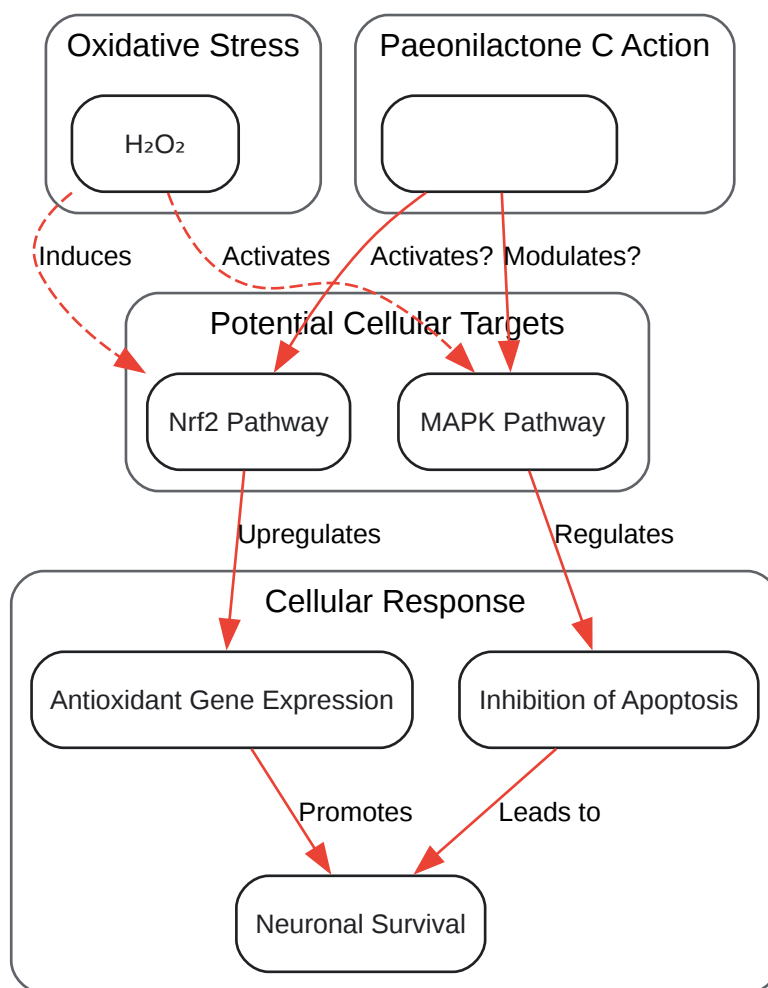 Oxidative Stress
Paeonilactone C Action
H₂O₂
Induces
Activates
Activates?
Modulates?
Potential Cellular Targets
Nrf2 Pathway
MAPK Pathway
Upregulates
Regulates
Cellular Response
Antioxidant Gene Expression
Inhibition of Apoptosis
Promotes
Leads to
Neuronal Survival